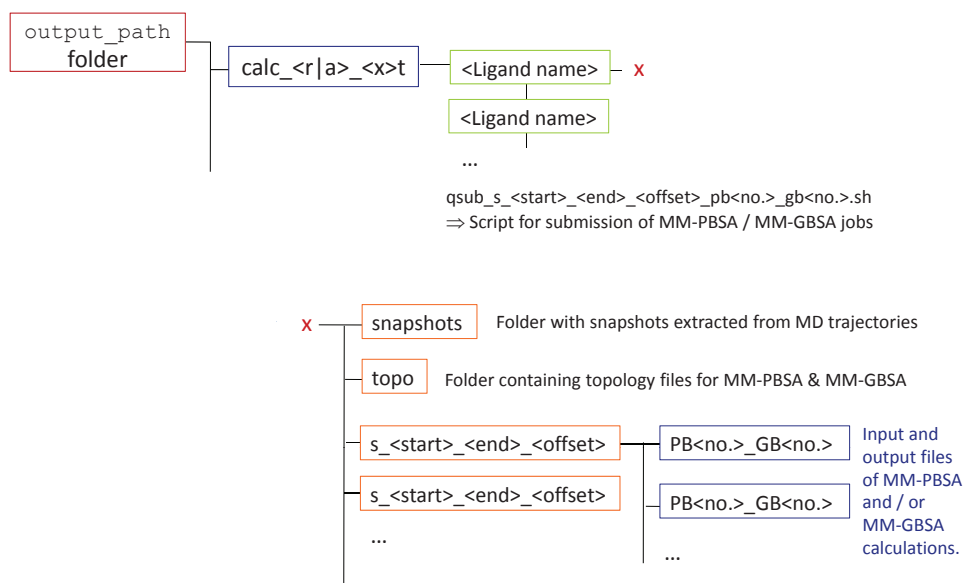 output_path
folder
calc_<r|a>_<x>t
<Ligand name>
x
<Ligand name>
...
qsub_s_<start>_<end>_<offset>_pb<no.>_gb<no.>.sh
⇒ Script for submission of MM-PBSA / MM-GBSA jobs
x
snapshots
Folder with snapshots extracted from MD trajectories
topo
Folder containing topology files for MM-PBSA & MM-GBSA
s_<start>_<end>_<offset>
PB<no.>_GB<no.>
s_<start>_<end>_<offset>
PB<no.>_GB<no.>
...
...
Input and
output files
of MM-PBSA
and / or
MM-GBSA
calculations.